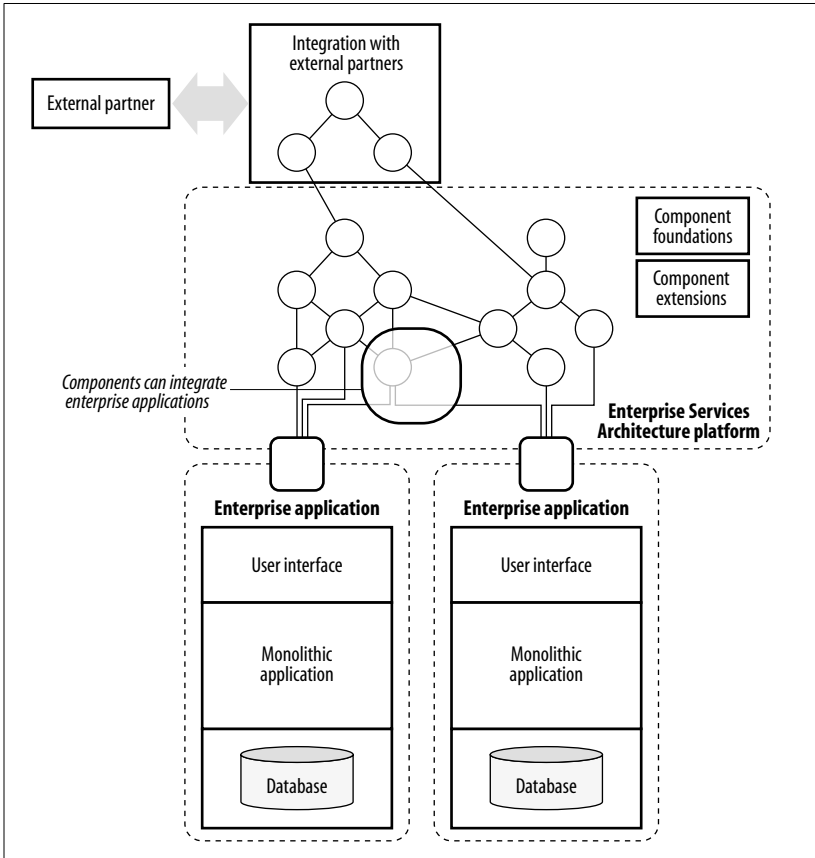 Integration with
external partners
External partner
Component
foundations
Component
extensions
Components can integrate
enterprise applications
Enterprise Services
Architecture platform
Enterprise application
User interface
Monolithic
application
Database
Enterprise application
User interface
Monolithic
application
Database